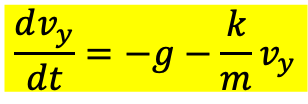 dv_y/dt = −g − k/m v_y